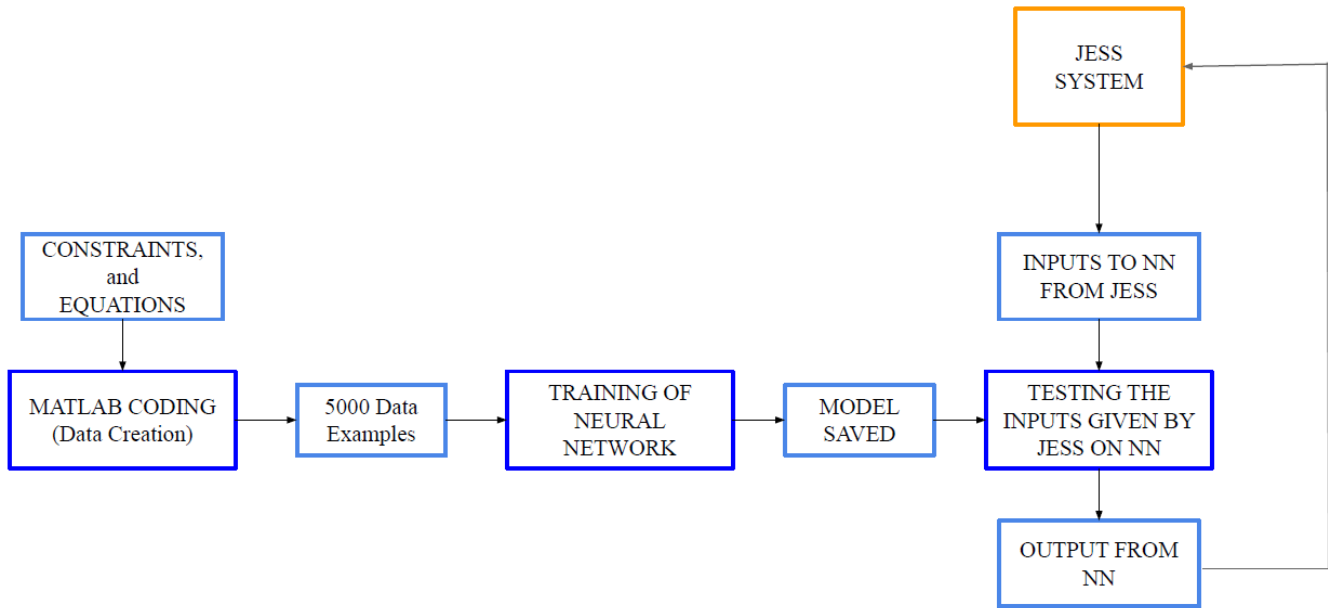 JESS
SYSTEM
CONSTRAINTS,
and
EQUATIONS
INPUTS TO NN
FROM JESS
MATLAB CODING
(Data Creation)
5000 Data
Examples
TRAINING OF
NEURAL
NETWORK
MODEL
SAVED
TESTING THE
INPUTS GIVEN BY
JESS ON NN
OUTPUT FROM
NN